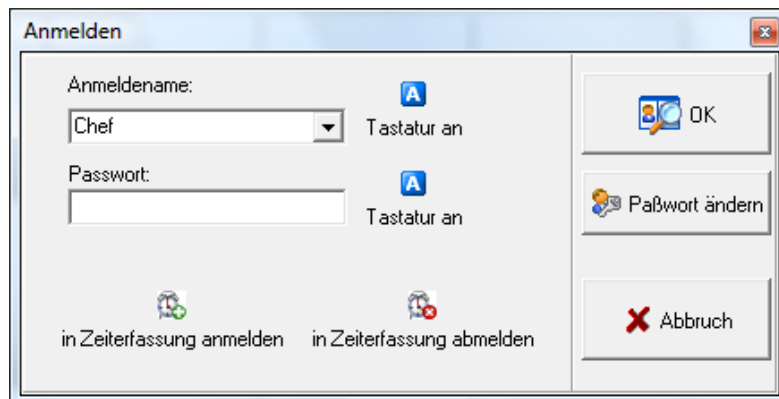 Anmelden
Anmeldename:
Chef
Tastatur an
Passwort:
Tastatur an
in Zeiterfassung anmelden
in Zeiterfassung abmelden
OK
Paßwort ändern
Abbruch